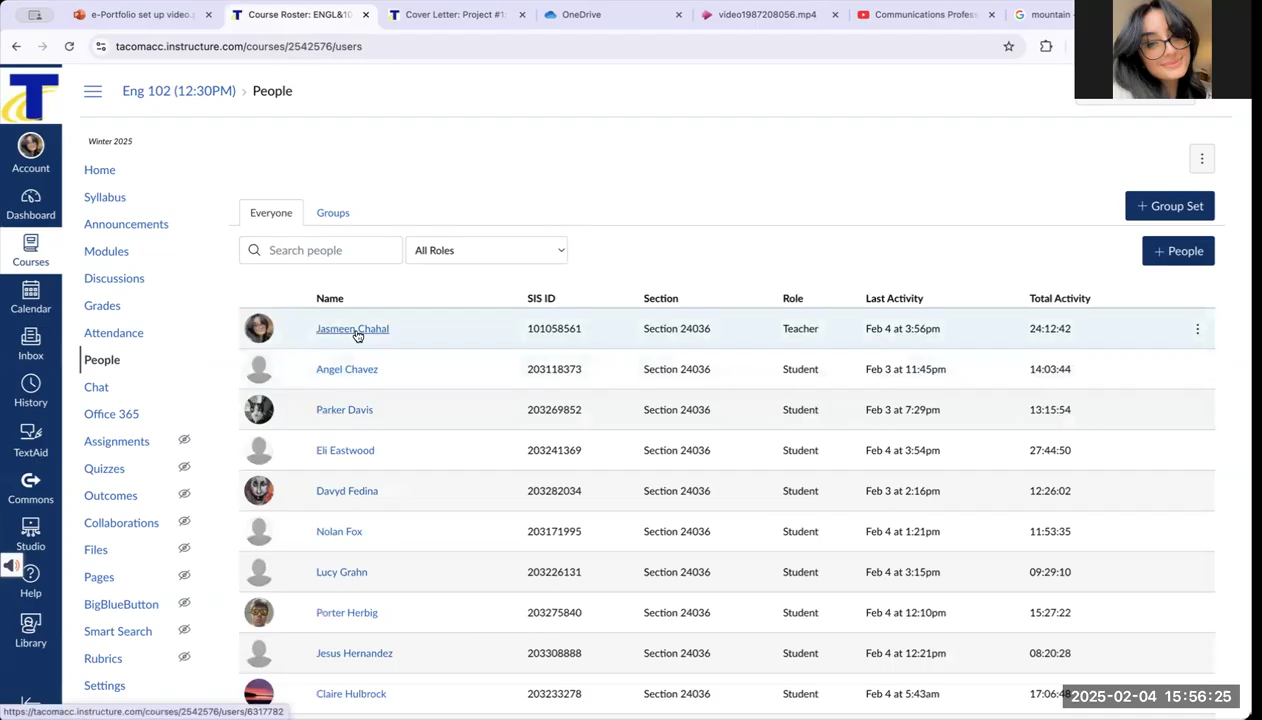 e-Portfolio set up video.
Course Roster: ENGL&10
Cover Letter: Project #1:
OneDrive
video1987208056.mp4
Communications Profess
mountain
tacomacc.instructure.com/courses/2542576/users
T
Eng 102 (12:30PM) › People
Account
Dashboard
Courses
Calendar
Inbox
History
TextAid
Commons
Studio
Help
Library
Winter 2025
Home
Syllabus
Announcements
Modules
Discussions
Grades
Attendance
People
Chat
Office 365
Assignments
Quizzes
Outcomes
Collaborations
Files
Pages
BigBlueButton
Smart Search
Rubrics
Settings
Everyone Groups
+ Group Set
Search people All Roles
+ People
Name SIS ID Section Role Last Activity Total Activity
Jasmeen Chahal 101058561 Section 24036 Teacher Feb 4 at 3:56pm 24:12:42
Angel Chavez 203118373 Section 24036 Student Feb 3 at 11:45pm 14:03:44
Parker Davis 203269852 Section 24036 Student Feb 3 at 7:29pm 13:15:54
Eli Eastwood 203241369 Section 24036 Student Feb 4 at 3:54pm 27:44:50
Davyd Fedina 203282034 Section 24036 Student Feb 3 at 2:16pm 12:26:02
Nolan Fox 203171995 Section 24036 Student Feb 4 at 1:21pm 11:53:35
Lucy Grahn 203226131 Section 24036 Student Feb 4 at 3:15pm 09:29:10
Porter Herbig 203275840 Section 24036 Student Feb 4 at 12:10pm 15:27:22
Jesus Hernandez 203308888 Section 24036 Student Feb 4 at 12:21pm 08:20:28
Claire Hulbrock 203233278 Section 24036 Student Feb 4 at 5:43am 17:06:48
https://tacomacc.instructure.com/courses/2542576/users/6317782
2025-02-04 15:56:25